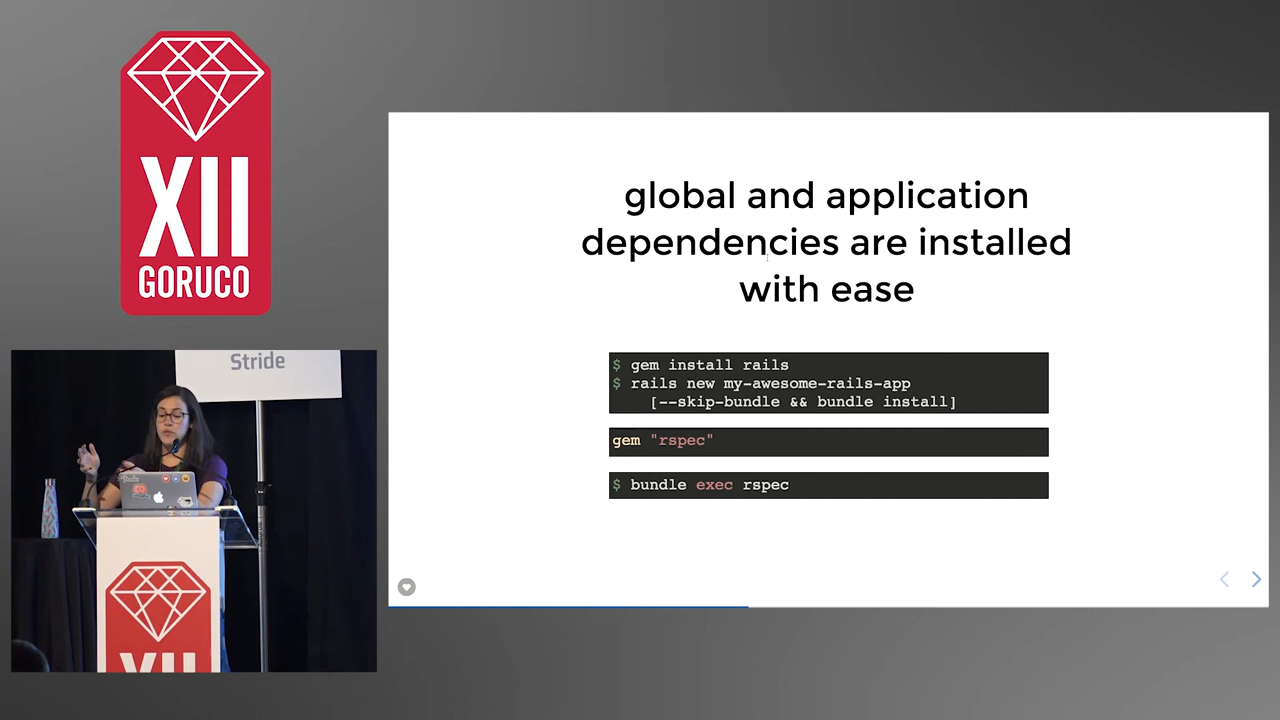 XII
GORUCO
Stride
XII
global and application
dependencies are installed
with ease
$ gem install rails
$ rails new my-awesome-rails-app
[--skip-bundle && bundle install]
gem "rspec"
$ bundle exec rspec